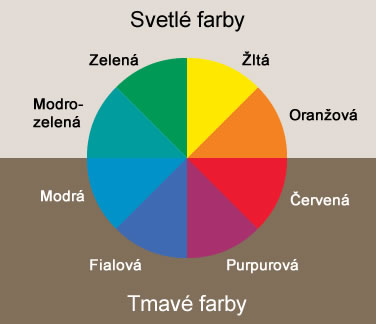 Svetlé farby
Zelená
Žltá
Modro-
zelená
Oranžová
Modrá
Červená
Fialová
Purpurová
Tmavé farby